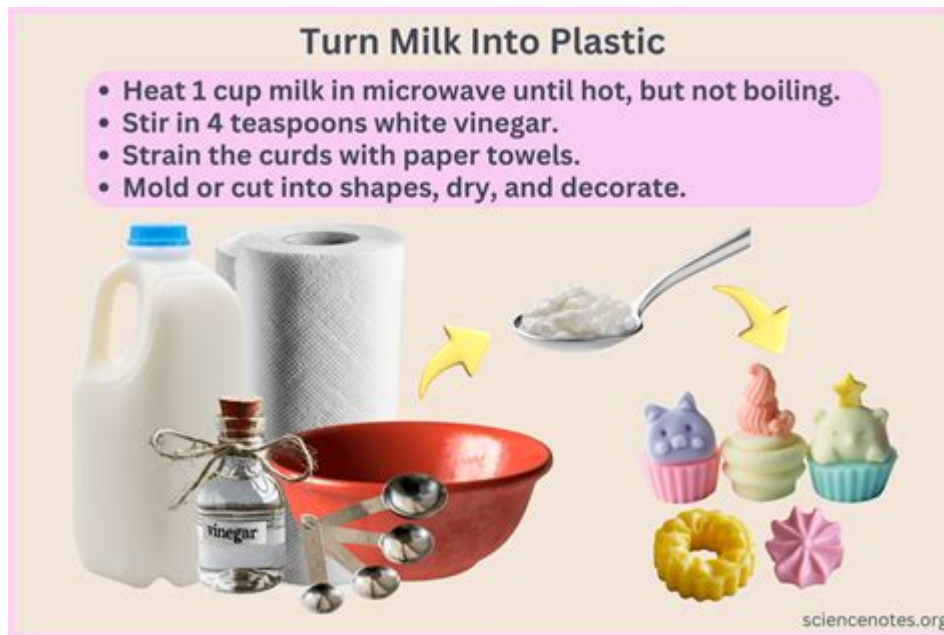 Turn Milk Into Plastic
• Heat 1 cup milk in microwave until hot, but not boiling.
• Stir in 4 teaspoons white vinegar.
• Strain the curds with paper towels.
• Mold or cut into shapes, dry, and decorate.
vinegar
sciencenotes.org